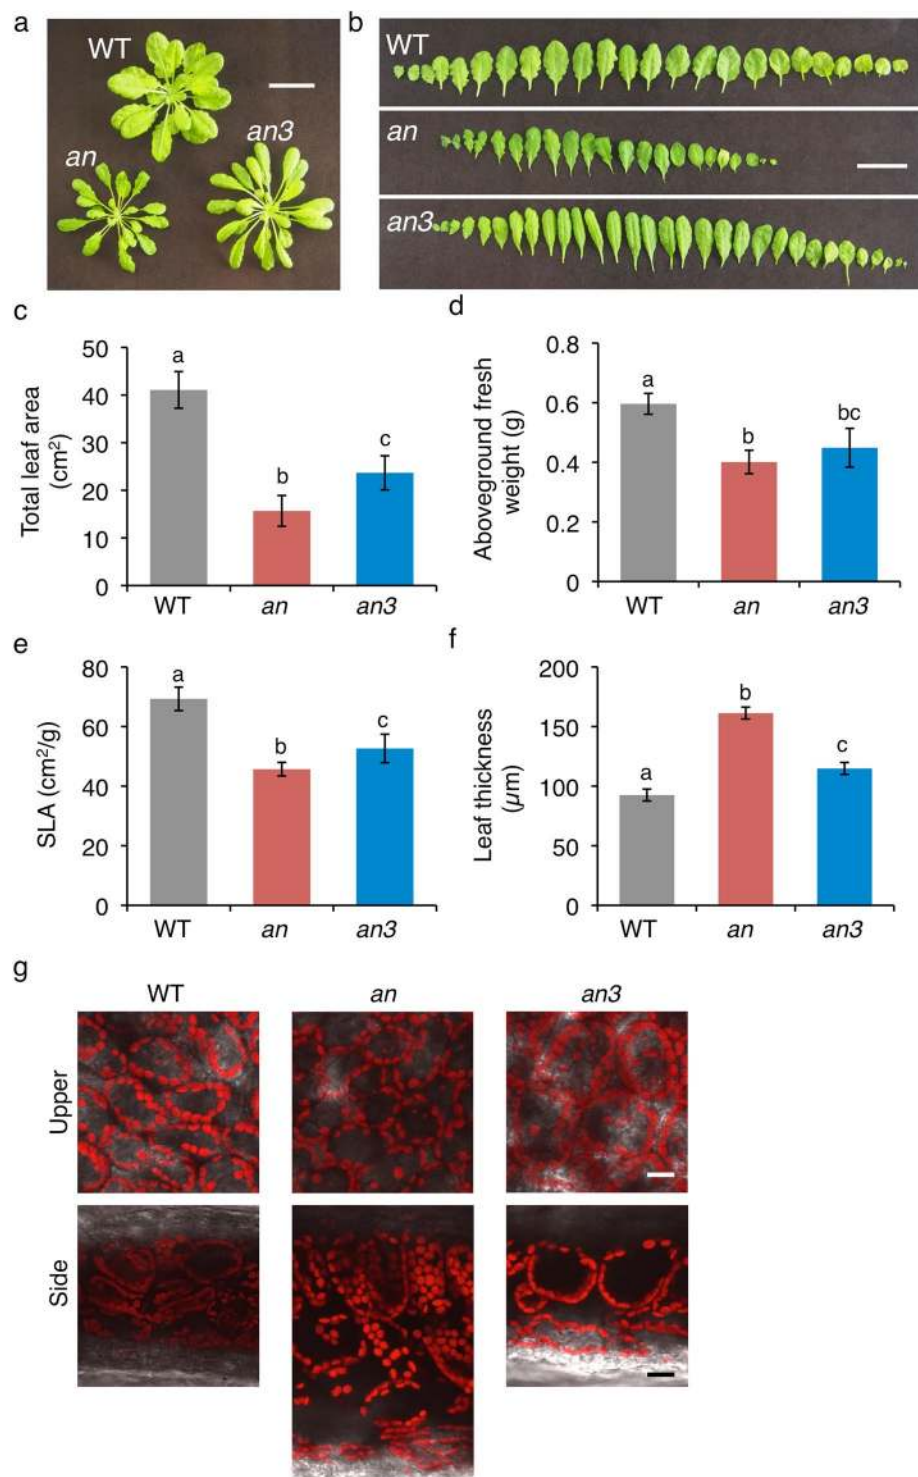 a
WT
an
an3
b
WT
an
an3
c
Total leaf area
(cm²)
50
40
30
20
10
0
a
b
c
WT an an3
d
Aboveground fresh
weight (g)
0.8
0.6
0.4
0.2
0
a
b
bc
WT an an3
e
SLA (cm²/g)
80
60
40
20
0
a
b
c
WT an an3
f
Leaf thickness
(µm)
200
150
100
50
0
a
b
c
WT an an3
g
WT an an3
Upper
Side